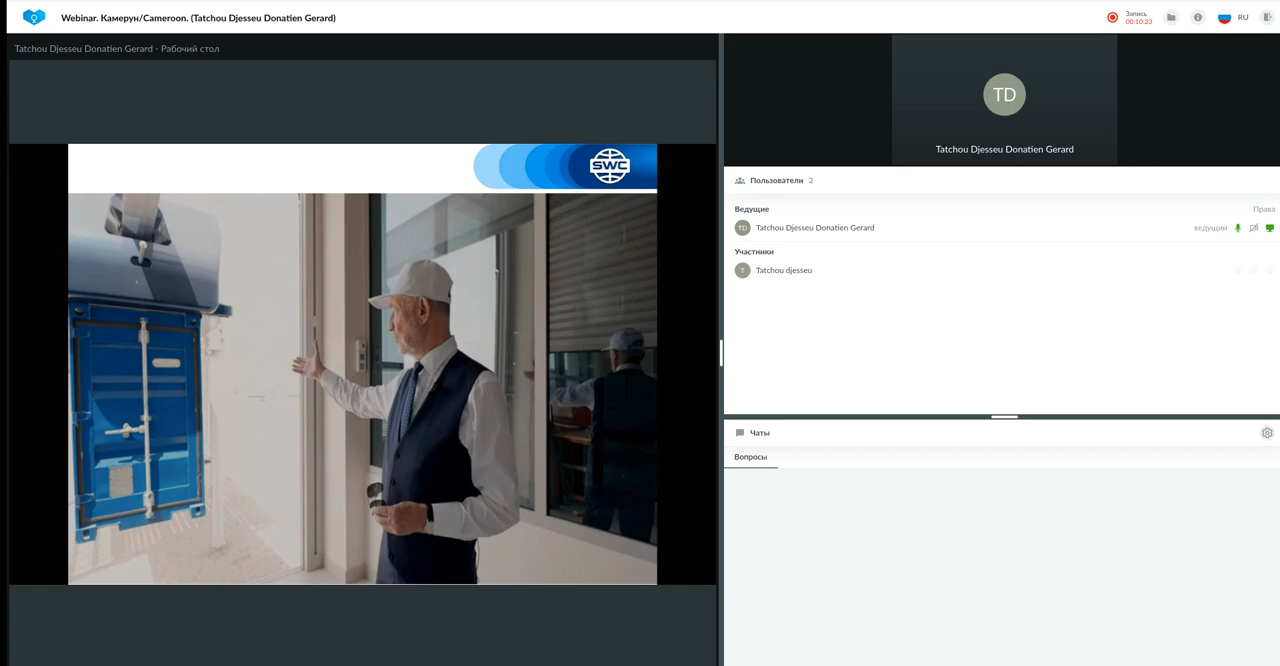 Webinar. Камерун/Cameroon. (Tatchou Djesseu Donatien Gerard)
Запись
00:10:23
RU
Tatchou Djesseu Donatien Gerard - Рабочий стол
SWC
TD
Tatchou Djesseu Donatien Gerard
Пользователи 2
Ведущие Права
TD Tatchou Djesseu Donatien Gerard ведущий
Участники
T Tatchou djesseu
Чаты
Вопросы